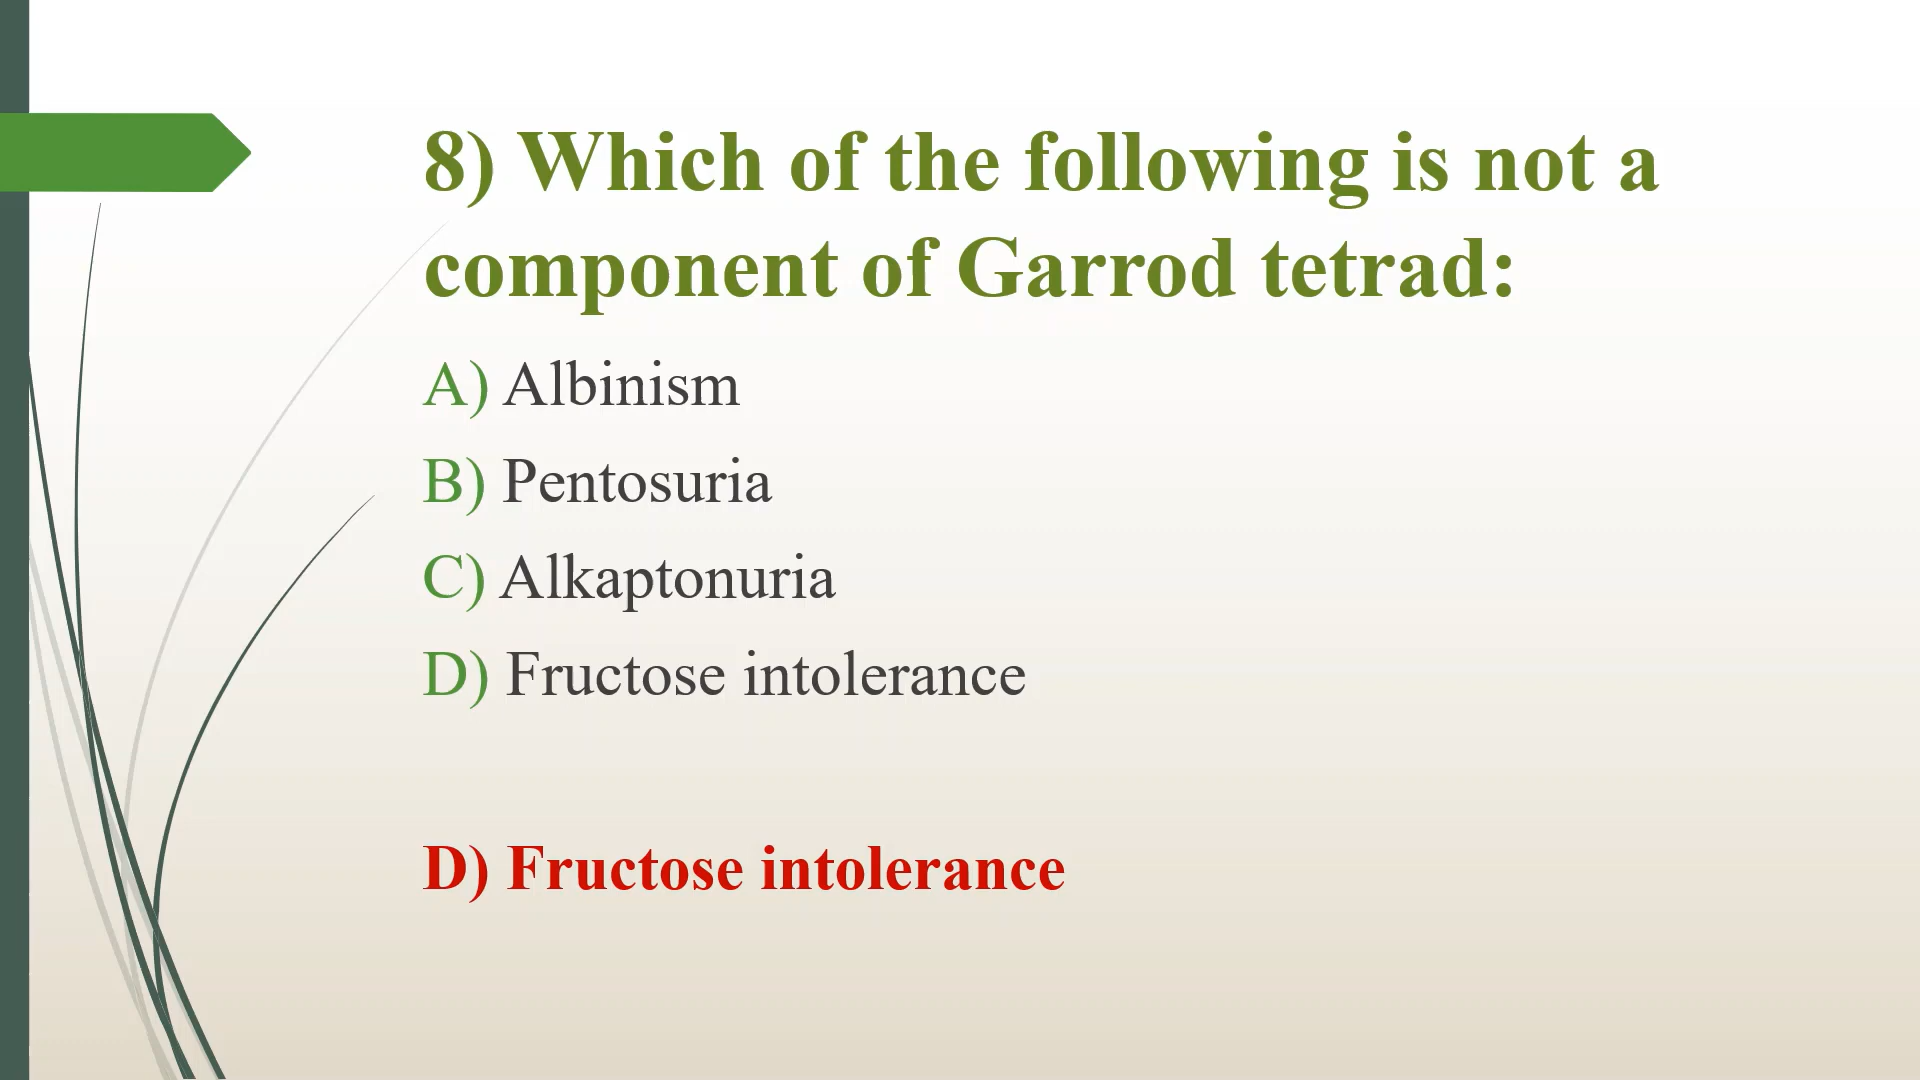 8) Which of the following is not a
component of Garrod tetrad:
A) Albinism
B) Pentosuria
C) Alkaptonuria
D) Fructose intolerance
D) Fructose intolerance